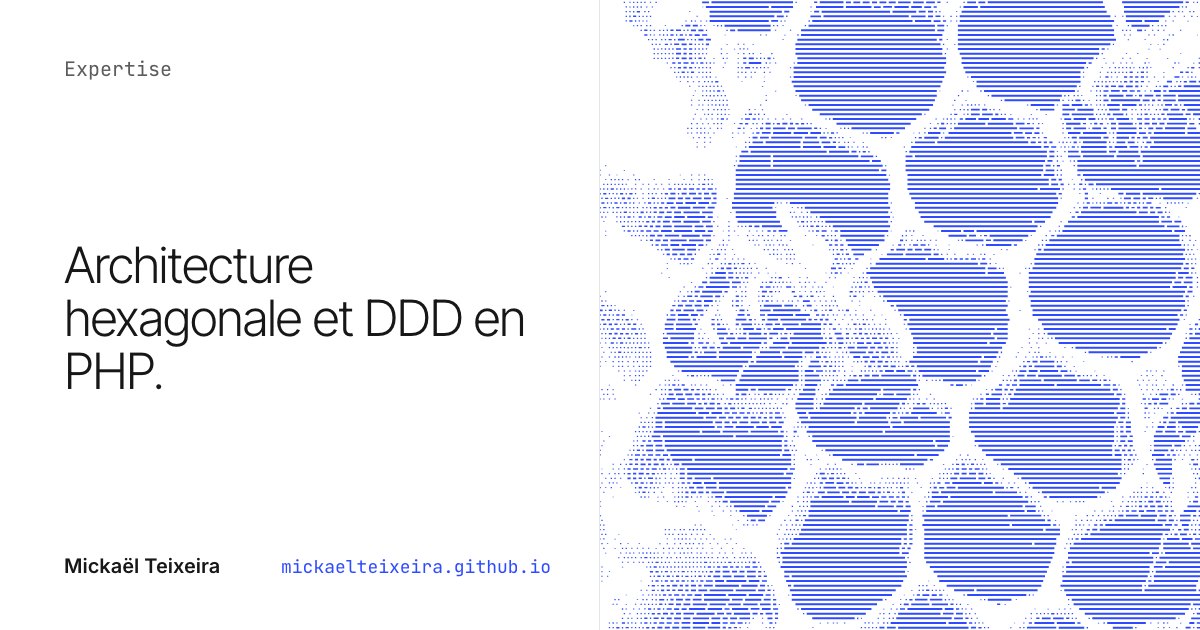 Expertise
Architecture
hexagonale et DDD en
PHP.
Mickaël Teixeira
mickaelteixeira.github.io